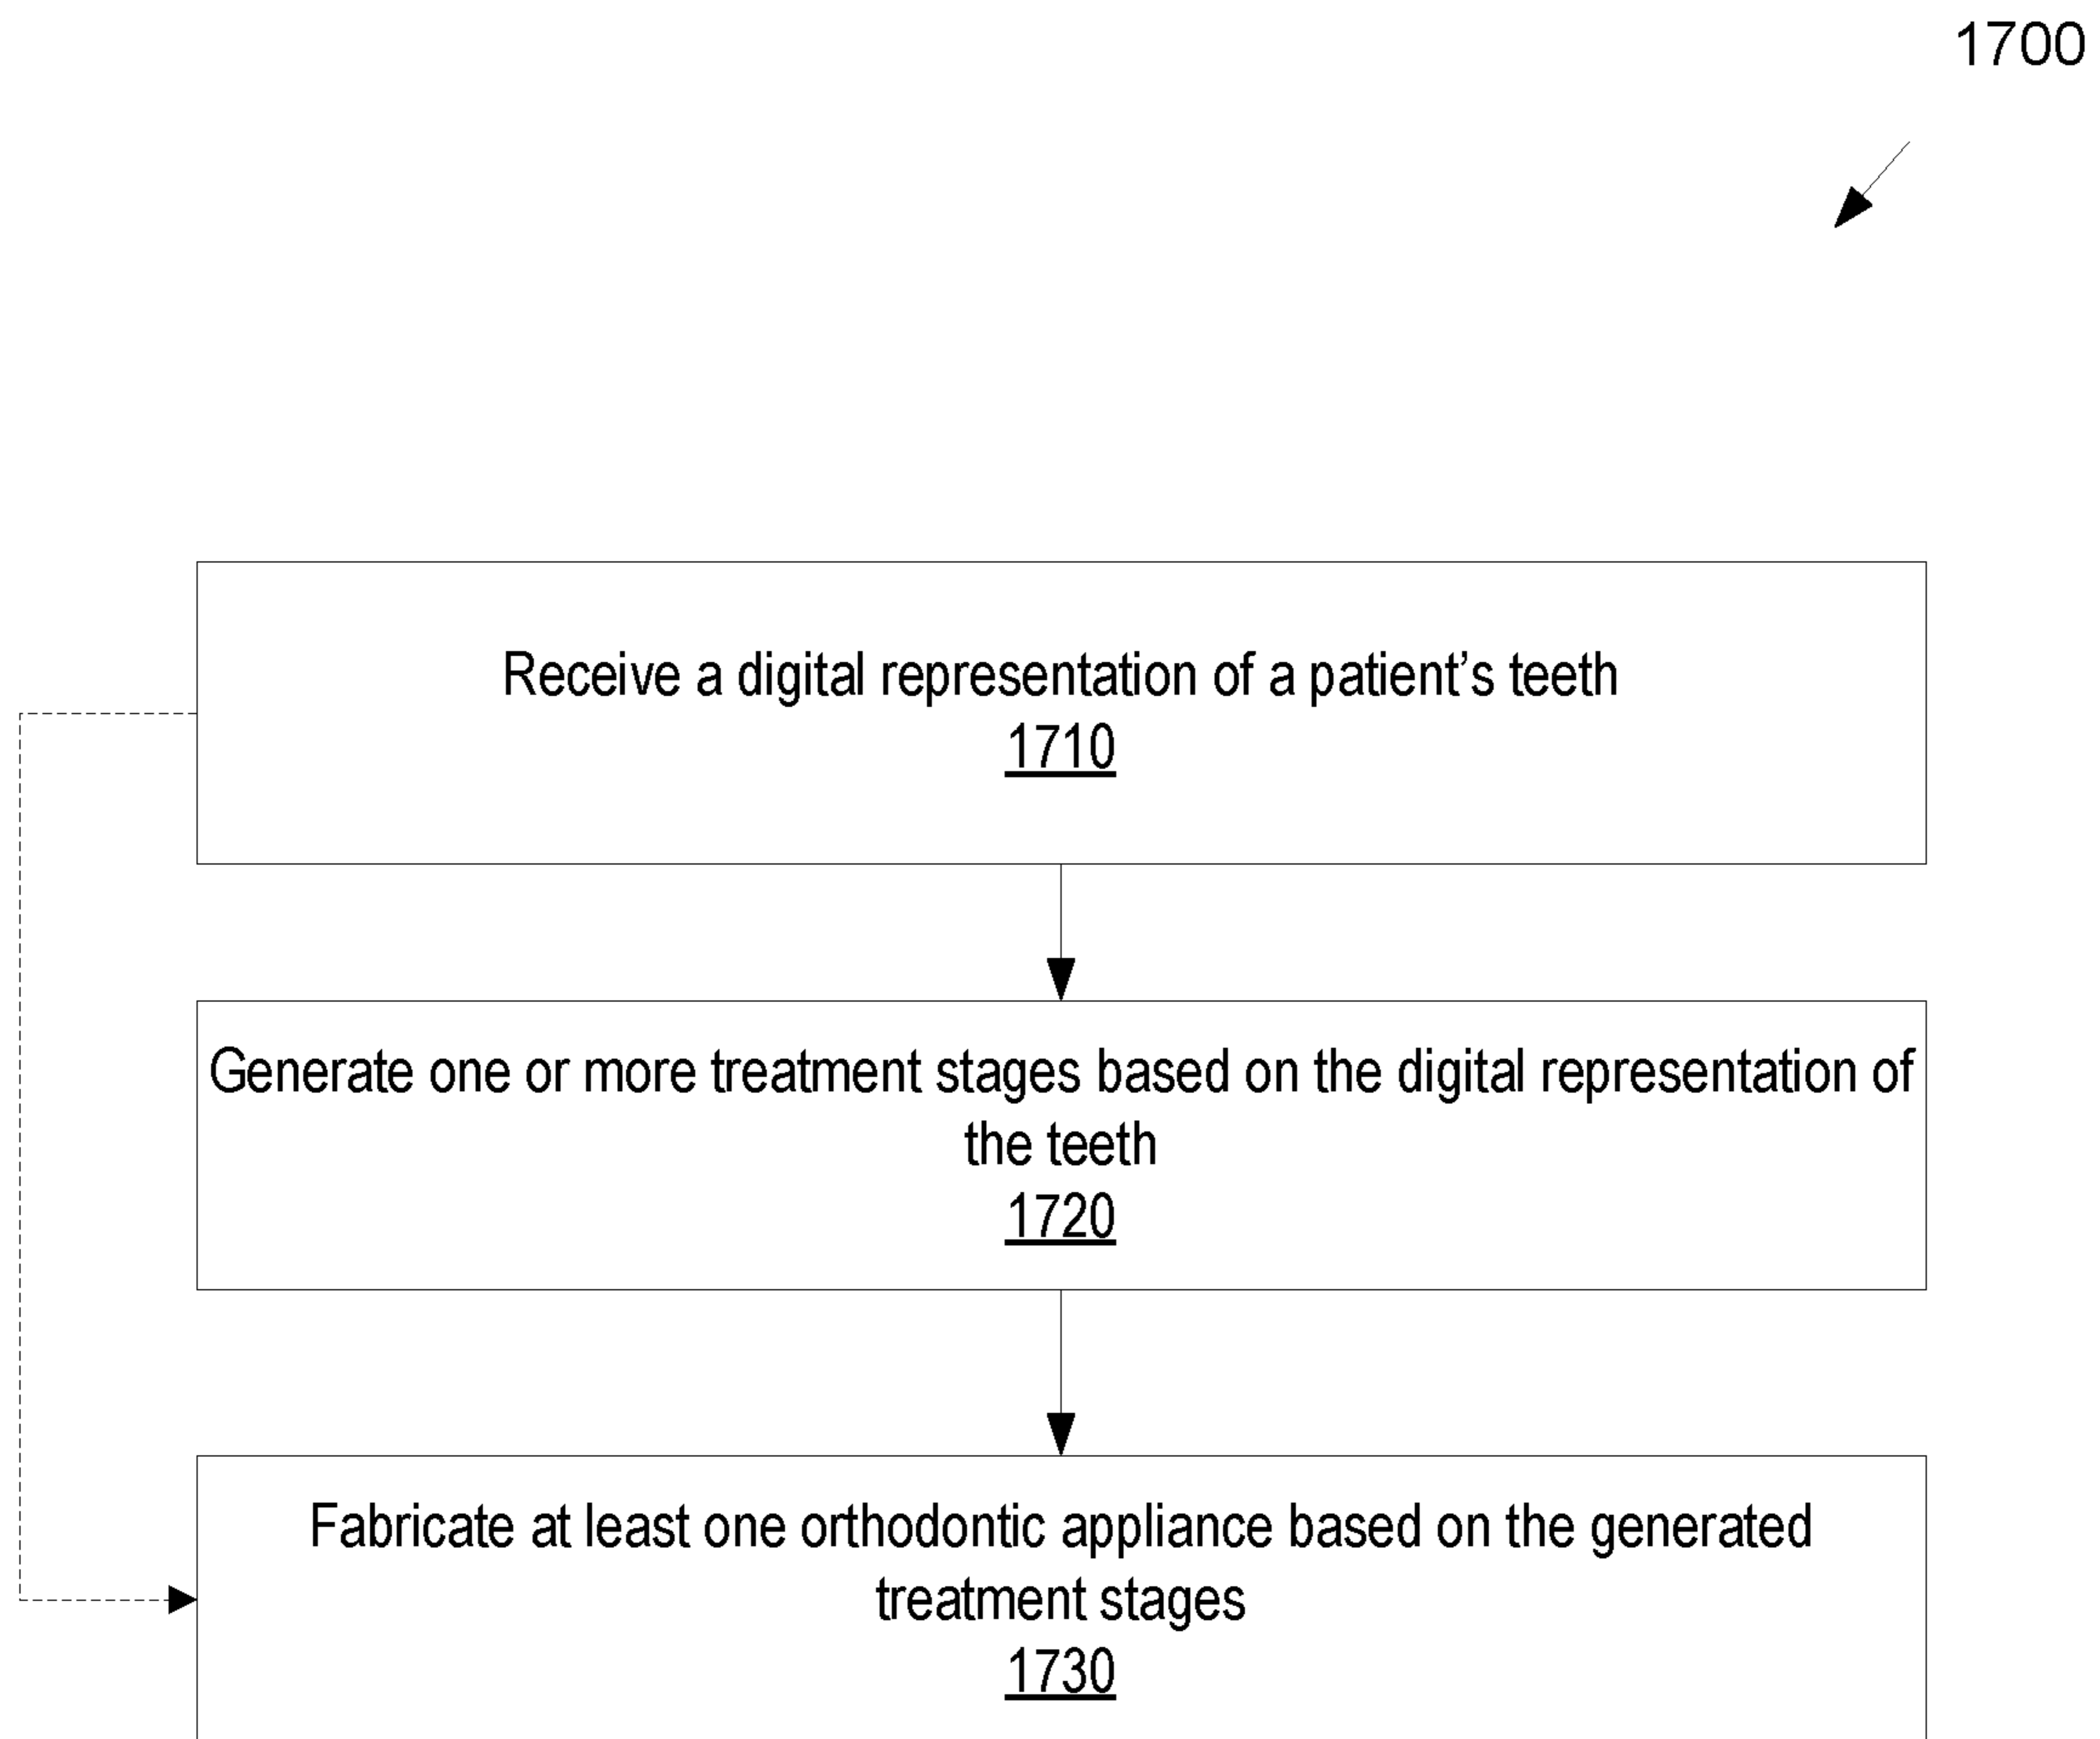 1700
Receive a digital representation of a patient’s teeth
1710
Generate one or more treatment stages based on the digital representation of
the teeth
1720
Fabricate at least one orthodontic appliance based on the generated
treatment stages
1730